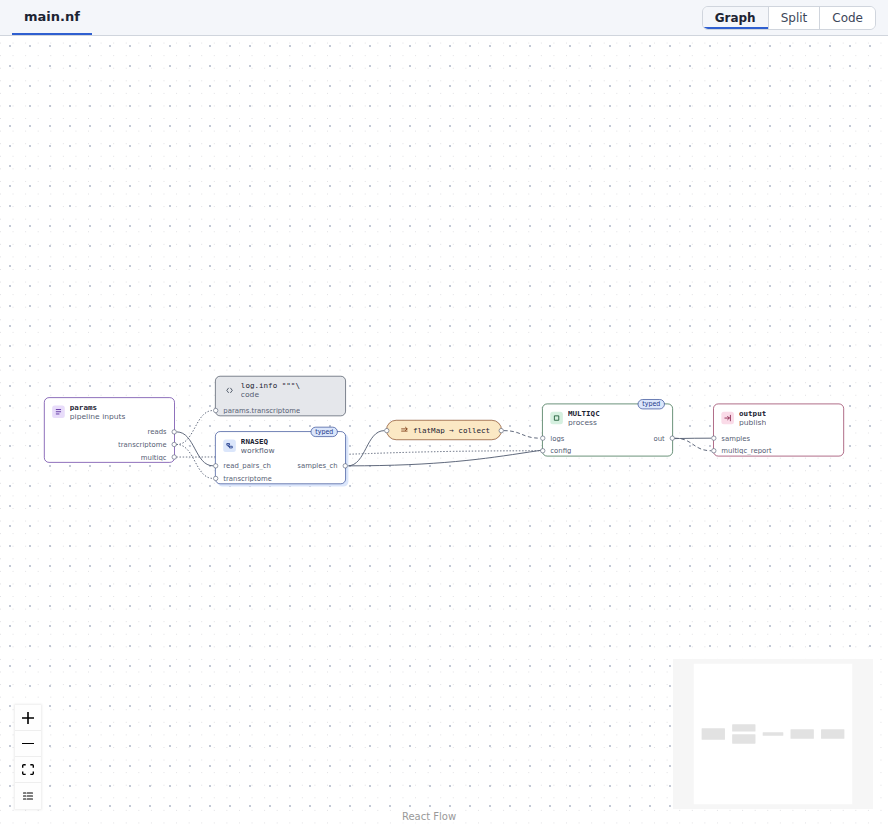 main.nf
Graph
Split
Code
params
pipeline inputs
reads
transcriptome
multiqc
log.info """\
code
params.transcriptome
typed
RNASEQ
workflow
read_pairs_ch
samples_ch
transcriptome
flatMap → collect
typed
MULTIQC
process
logs
out
config
output
publish
samples
multiqc_report
React Flow